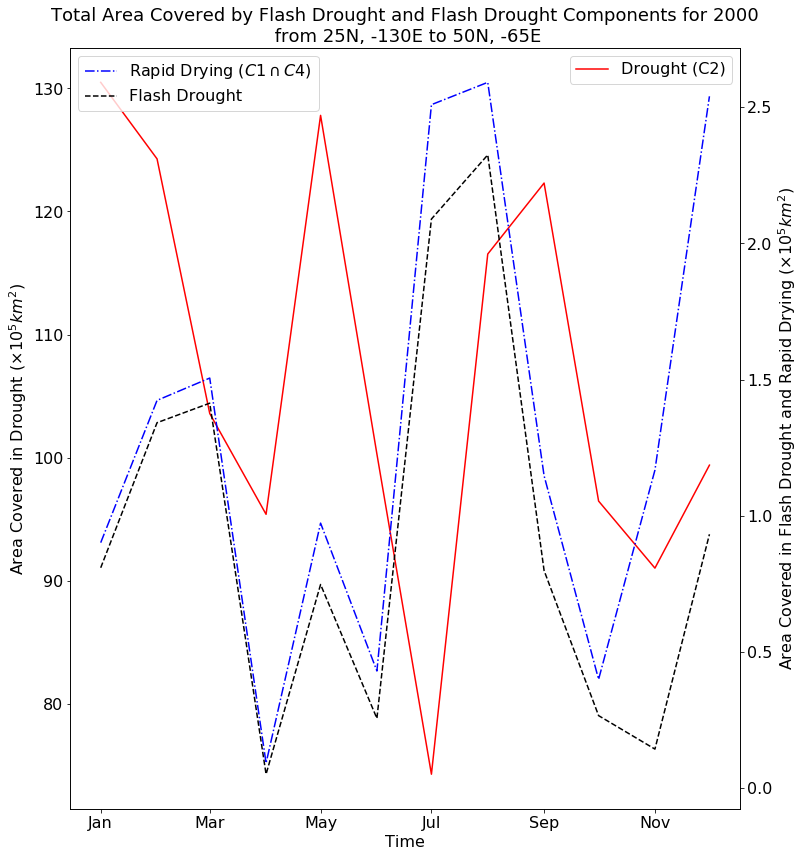 Total Area Covered by Flash Drought and Flash Drought Components for 2000
from 25N, -130E to 50N, -65E
Rapid Drying (C1∩C4)
Flash Drought
Drought (C2)
Area Covered in Drought (×10⁵km²)
130
120
110
100
90
80
2.5
2.0
1.5
1.0
0.5
0.0
Area Covered in Flash Drought and Rapid Drying (×10⁵km²)
Jan
Mar
May
Jul
Sep
Nov
Time